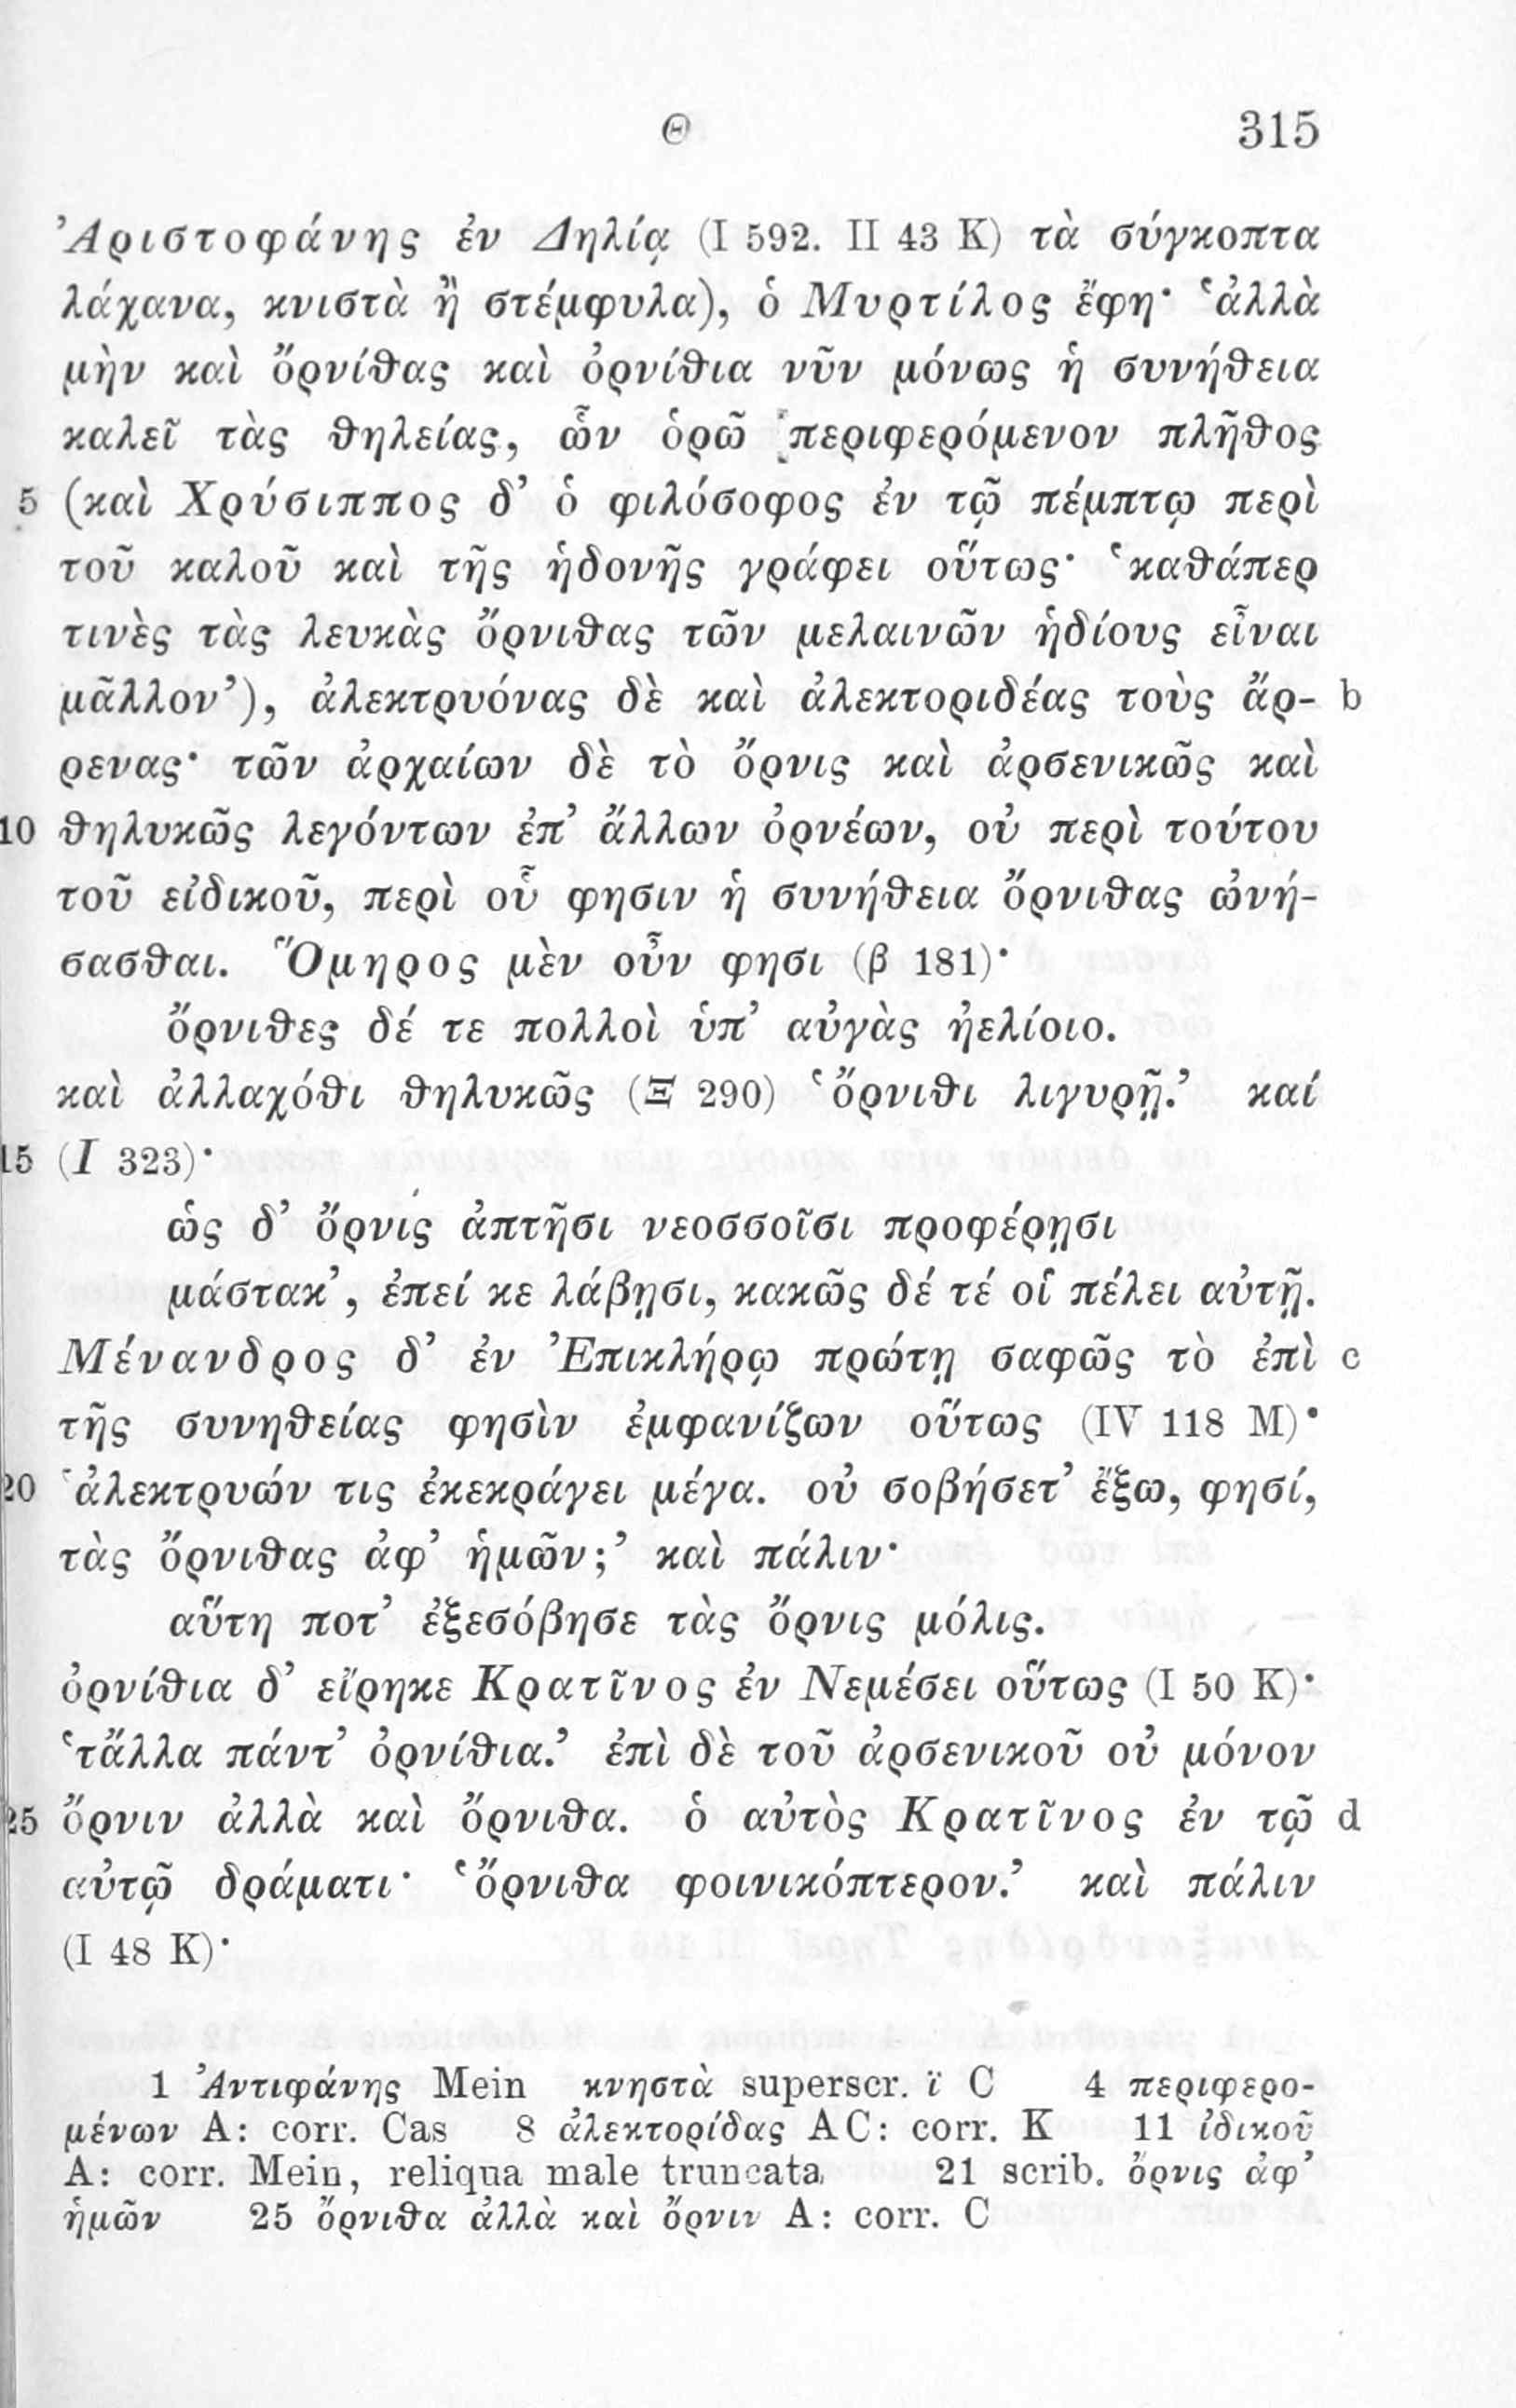 Θ 315
Ἀριστοφάνης ἐν Δηλίᾳ (I 592. II 43 K) τὰ σύγκοπτα
λάχανα, κνιστὰ ἢ στέμφυλα), ὁ Μυρτίλος ἔφη· ‘ἀλλὰ
μὴν καὶ ὄρνίθας καὶ ὀρνίθια νῦν μόνως ἡ συνήθεια
καλεῖ τὰς θηλείας, ὧν ὁρῶ περιφερόμενον πλῆθος
5 (καὶ Χρύσιππος δ’ ὁ φιλόσοφος ἐν τῷ πέμπτῳ περὶ
τοῦ καλοῦ καὶ τῆς ἡδονῆς γράφει οὕτως· ‘καθάπερ
τινὲς τὰς λευκὰς ὄρνιθας τῶν μελαινῶν ἡδίους εἶναι
μᾶλλον’), ἀλεκτρυόνας δὲ καὶ ἀλεκτοριδέας τοὺς ἄρ- b
ρενας· τῶν ἀρχαίων δὲ τὸ ὄρνις καὶ ἀρσενικῶς καὶ
10 θηλυκῶς λεγόντων ἐπ’ ἄλλων ὀρνέων, οὐ περὶ τούτου
τοῦ εἰδικοῦ, περὶ οὗ φησιν ἡ συνήθεια ὄρνιθας ὠνή-
σασθαι. Ὅμηρος μὲν οὖν φησι (β 181)·
ὄρνιθες δέ τε πολλοὶ ὑπ’ αὐγὰς ἠελίοιο.
καὶ ἀλλαχόθι θηλυκῶς (Ξ 290) ‘ὄρνιθι λιγυρῇ.’ καί
15 (I 323)·
ὡς δ’ ὄρνις ἀπτῆσι νεοσσοῖσι προφέρῃσι
μάστακ’, ἐπεί κε λάβῃσι, κακῶς δέ τέ οἱ πέλει αὐτῇ.
Μένανδρος δ’ ἐν Ἐπικλήρῳ πρώτῃ σαφῶς τὸ ἐπὶ c
τῆς συνηθείας φησὶν ἐμφανίζων οὕτως (IV 118 M)·
20 ‘ἀλεκτρυών τις ἐκεκράγει μέγα. οὐ σοβήσετ’ ἔξω, φησί,
τὰς ὄρνιθας ἀφ’ ἡμῶν;’ καὶ πάλιν·
αὕτη ποτ’ ἐξεσόβησε τὰς ὄρνις μόλις.
ὀρνίθια δ’ εἴρηκε Κρατῖνος ἐν Νεμέσει οὕτως (I 50 K)·
‘τἄλλα πάντ’ ὀρνίθια.’ ἐπὶ δὲ τοῦ ἀρσενικοῦ οὐ μόνον
25 ὄρνιν ἀλλὰ καὶ ὄρνιθα. ὁ αὐτὸς Κρατῖνος ἐν τῷ d
αὐτῷ δράματι· ‘ὄρνιθα φοινικόπτερον.’ καὶ πάλιν
(I 48 K)·
1 Ἀντιφάνης Mein κνηστὰ superscr. ϊ C 4 περιφερο-
μένων A: corr. Cas 8 ἀλεκτορίδας AC: corr. K 11 ἰδικοῦ
A: corr. Mein, reliqua male truncata 21 scrib. ὄρνις ἀφ’
ἡμῶν 25 ὄρνιθα ἀλλὰ καὶ ὄρνιν A: corr. C